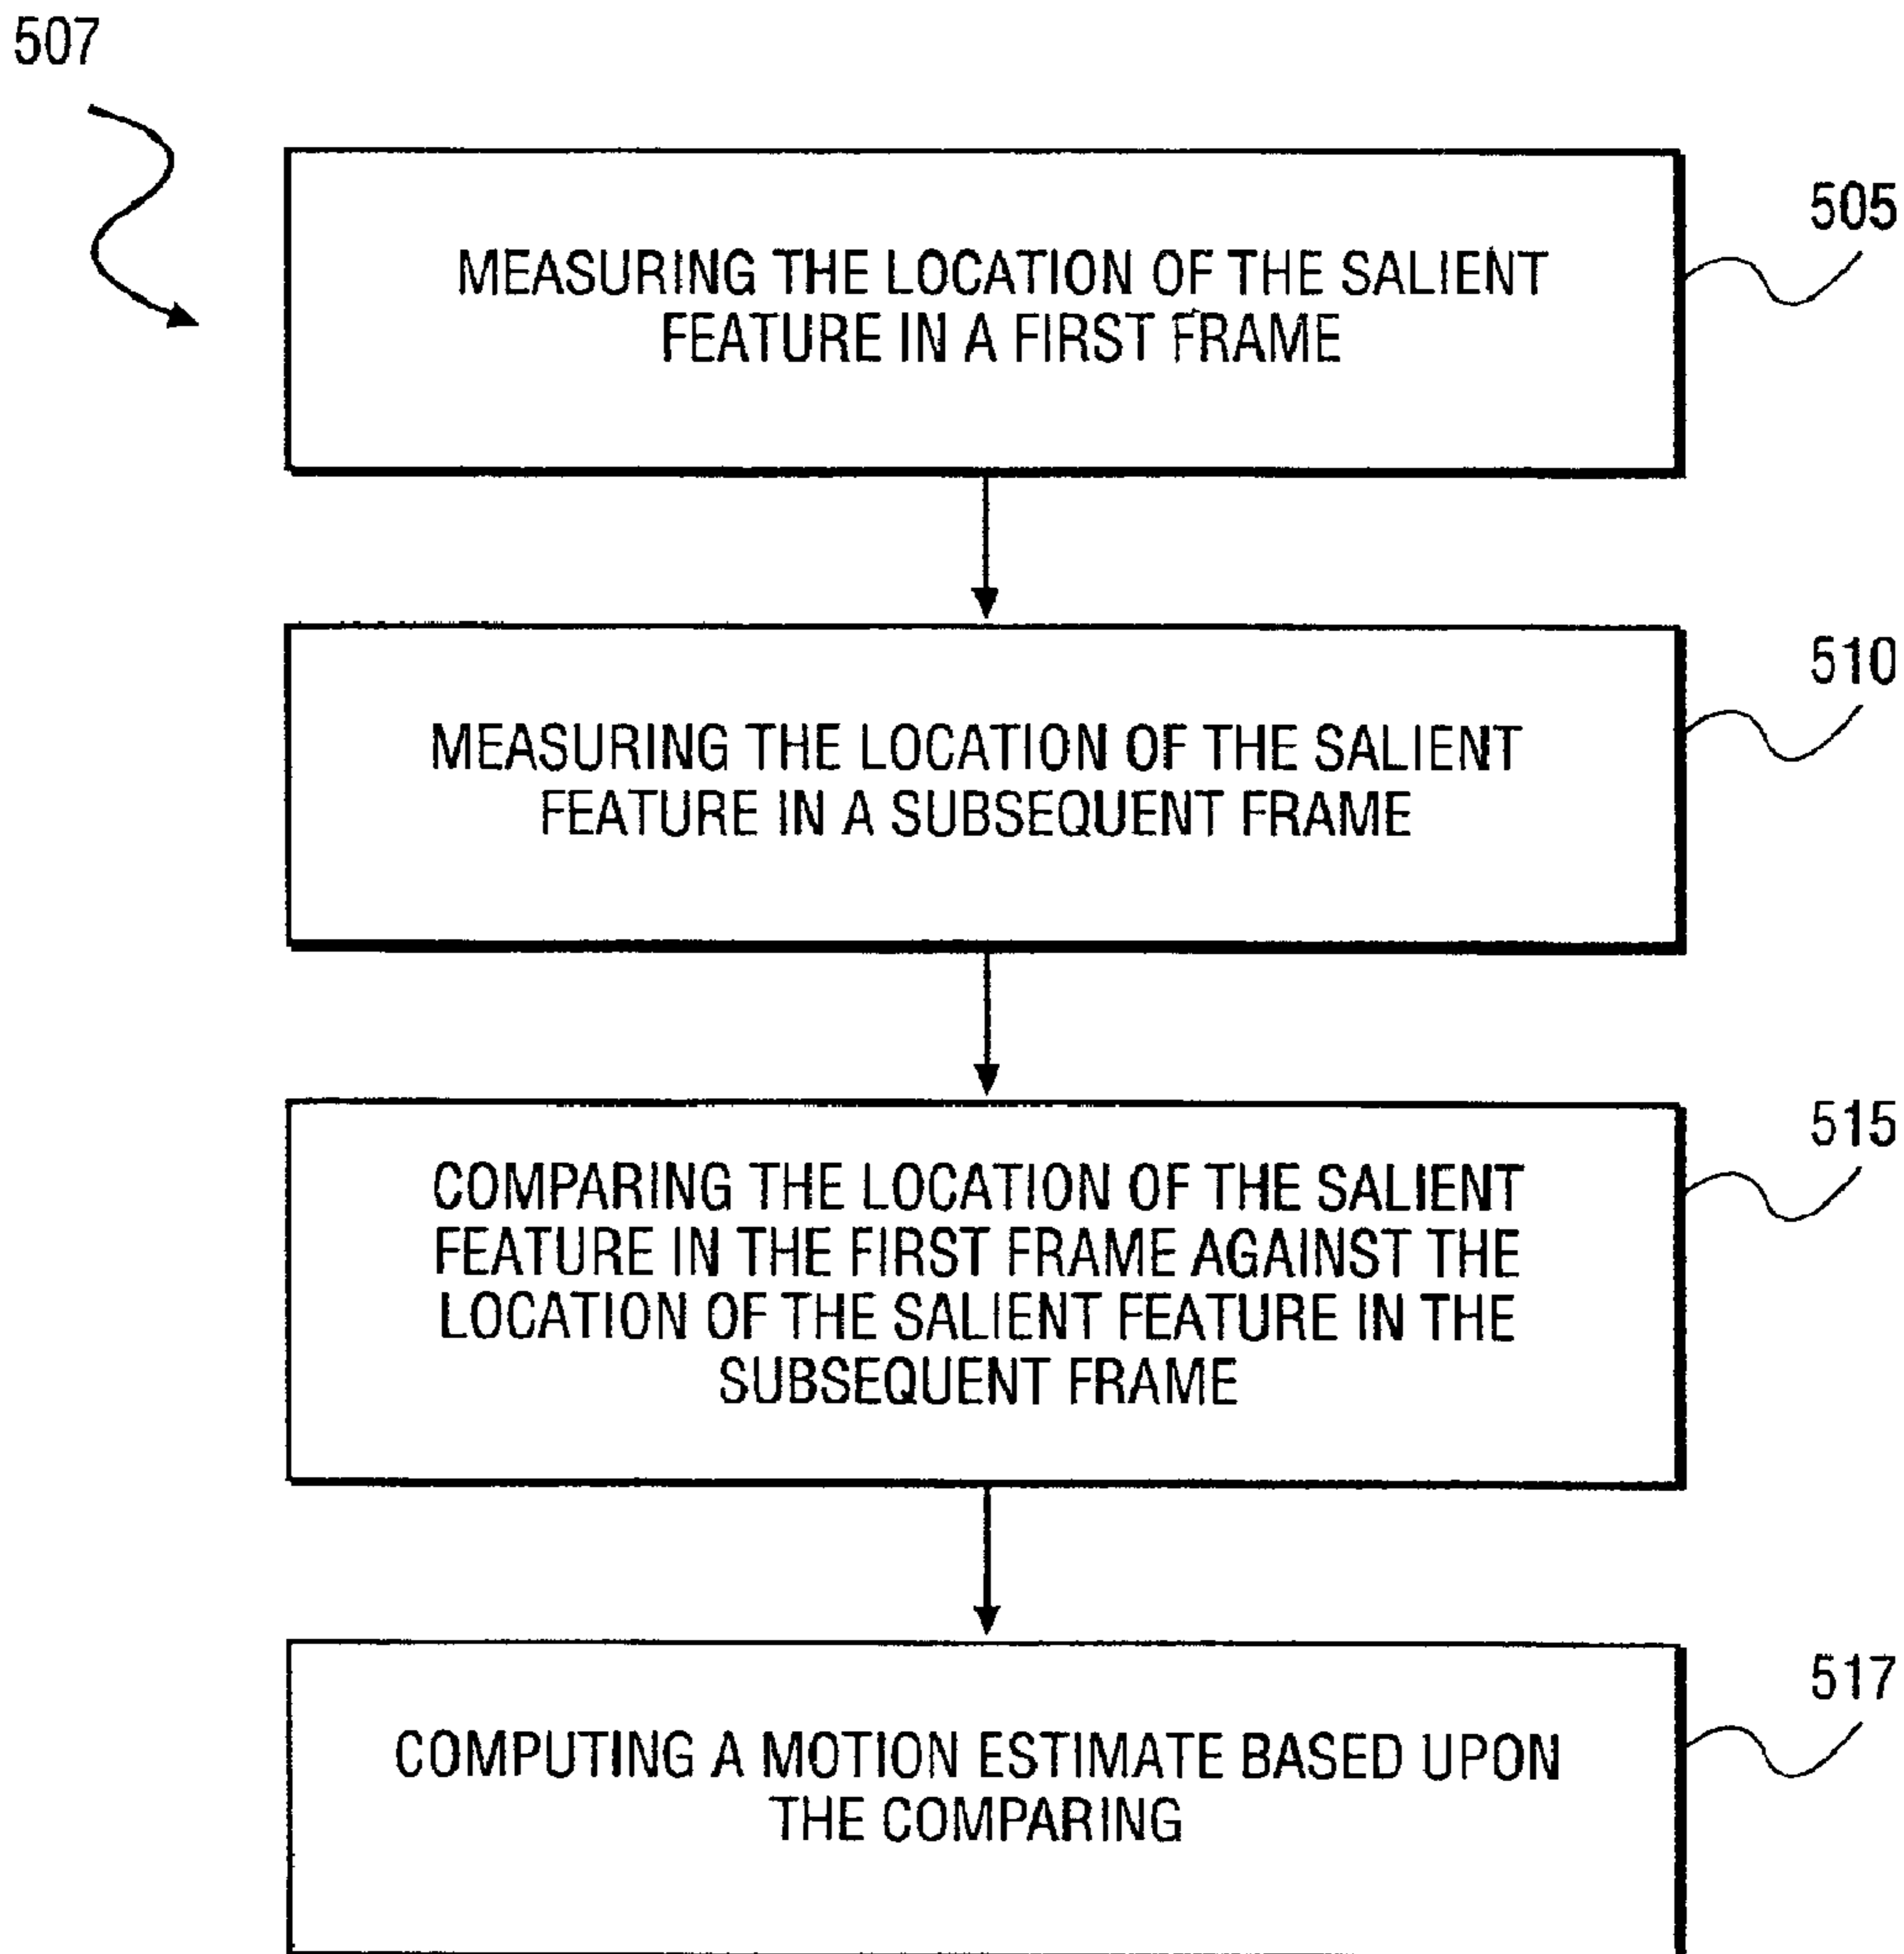 507
505
MEASURING THE LOCATION OF THE SALIENT
FEATURE IN A FIRST FRAME
510
MEASURING THE LOCATION OF THE SALIENT
FEATURE IN A SUBSEQUENT FRAME
515
COMPARING THE LOCATION OF THE SALIENT
FEATURE IN THE FIRST FRAME AGAINST THE
LOCATION OF THE SALIENT FEATURE IN THE
SUBSEQUENT FRAME
517
COMPUTING A MOTION ESTIMATE BASED UPON
THE COMPARING